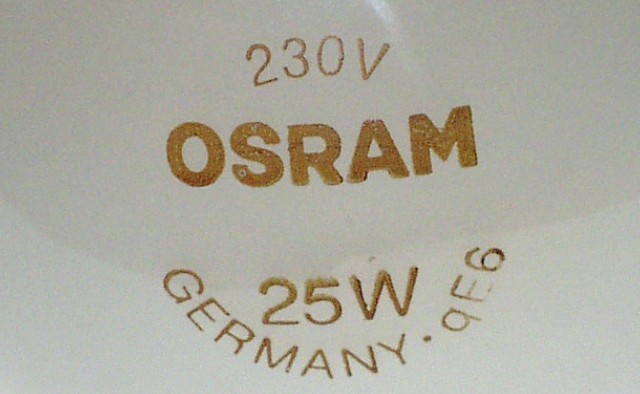 230V
OSRAM
25W
GERMANY · 9E6